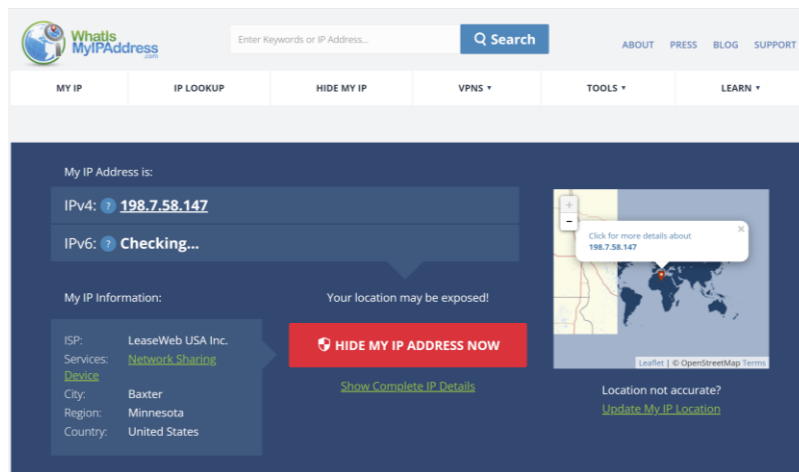 WhatIs
MyIPAddress
.com
Enter Keywords or IP Address...
Search
ABOUT PRESS BLOG SUPPORT
MY IP IP LOOKUP HIDE MY IP VPNS TOOLS LEARN
My IP Address is:
IPv4: ? 198.7.58.147
IPv6: ? Checking...
+
−
Click for more details about ×
198.7.58.147
Leaflet | © OpenStreetMap Terms
My IP Information:
ISP: LeaseWeb USA Inc.
Services: Network Sharing
Device
City: Baxter
Region: Minnesota
Country: United States
Your location may be exposed!
HIDE MY IP ADDRESS NOW
Show Complete IP Details
Location not accurate?
Update My IP Location